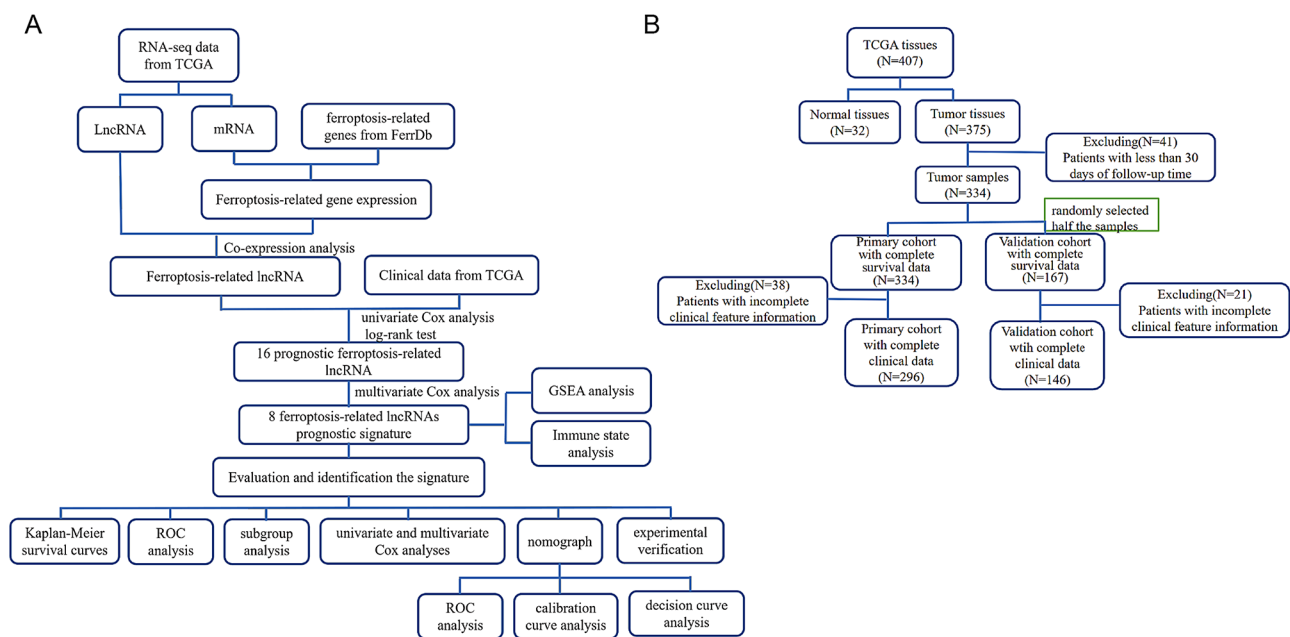 A
RNA-seq data
from TCGA
LncRNA
mRNA
ferroptosis-related
genes from FerrDb
Ferroptosis-related gene expression
Co-expression analysis
Ferroptosis-related lncRNA
Clinical data from TCGA
univariate Cox analysis
log-rank test
16 prognostic ferroptosis-related
lncRNA
multivariate Cox analysis
GSEA analysis
8 ferroptosis-related lncRNAs
prognostic signature
Immune state
analysis
Evaluation and identification the signature
Kaplan-Meier
survival curves
ROC
analysis
subgroup
analysis
univariate and multivariate
Cox analyses
nomograph
experimental
verification
ROC
analysis
calibration
curve analysis
decision curve
analysis
B
TCGA tissues
(N=407)
Normal tissues
(N=32)
Tumor tissues
(N=375)
Excluding(N=41)
Patients with less than 30
days of follow-up time
Tumor samples
(N=334)
randomly selected
half the samples
Primary cohort
with complete
survival data
(N=334)
Validation cohort
with complete
survival data
(N=167)
Excluding(N=38)
Patients with incomplete
clinical feature information
Excluding(N=21)
Patients with incomplete
clinical feature information
Primary cohort
with complete
clinical data
(N=296)
Validation cohort
wtih complete
clinical data
(N=146)